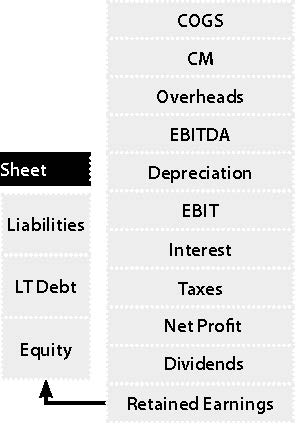 COGS
CM
Overheads
EBITDA
Sheet
Depreciation
Liabilities
EBIT
Interest
LT Debt
Taxes
Net Profit
Equity
Dividends
Retained Earnings